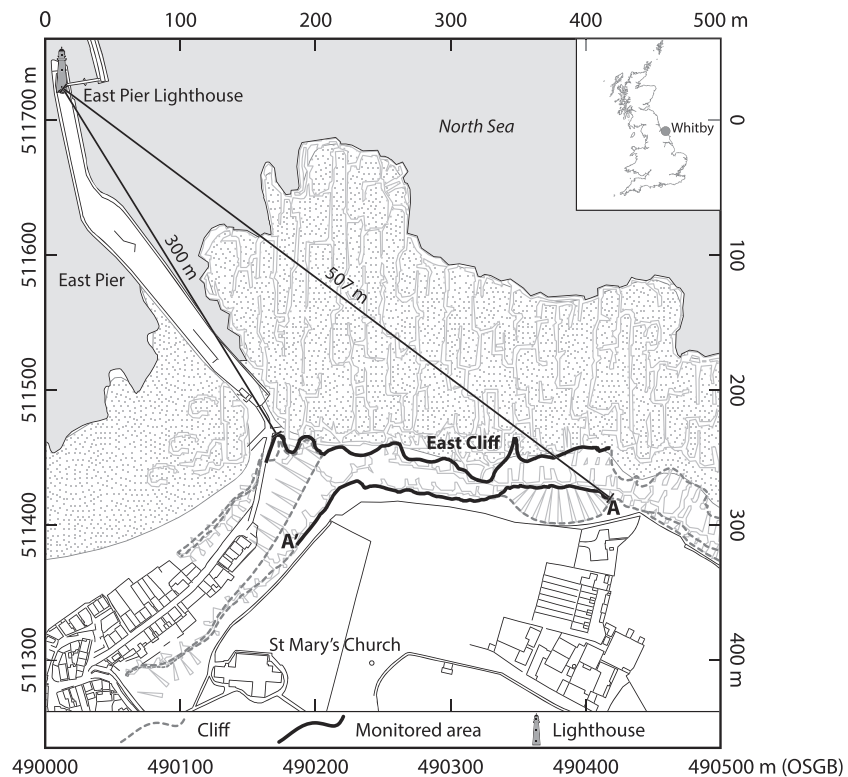 0 100 200 300 400 500 m
511700 m
East Pier Lighthouse
North Sea
Whitby
0
300 m
507 m
511600
100
East Pier
511500
200
East Cliff
A
511400
300
A'
St Mary's Church
511300
400 m
Cliff Monitored area Lighthouse
490000 490100 490200 490300 490400 490500 m (OSGB)